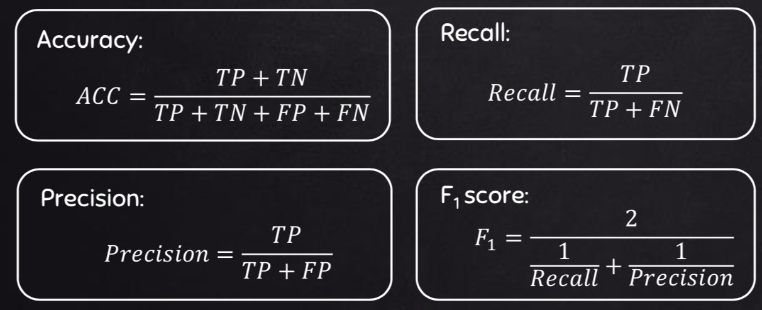 Accuracy:
ACC = TP + TN / TP + TN + FP + FN
Recall:
Recall = TP / TP + FN
Precision:
Precision = TP / TP + FP
F₁ score:
F₁ = 2 / 1 / Recall + 1 / Precision